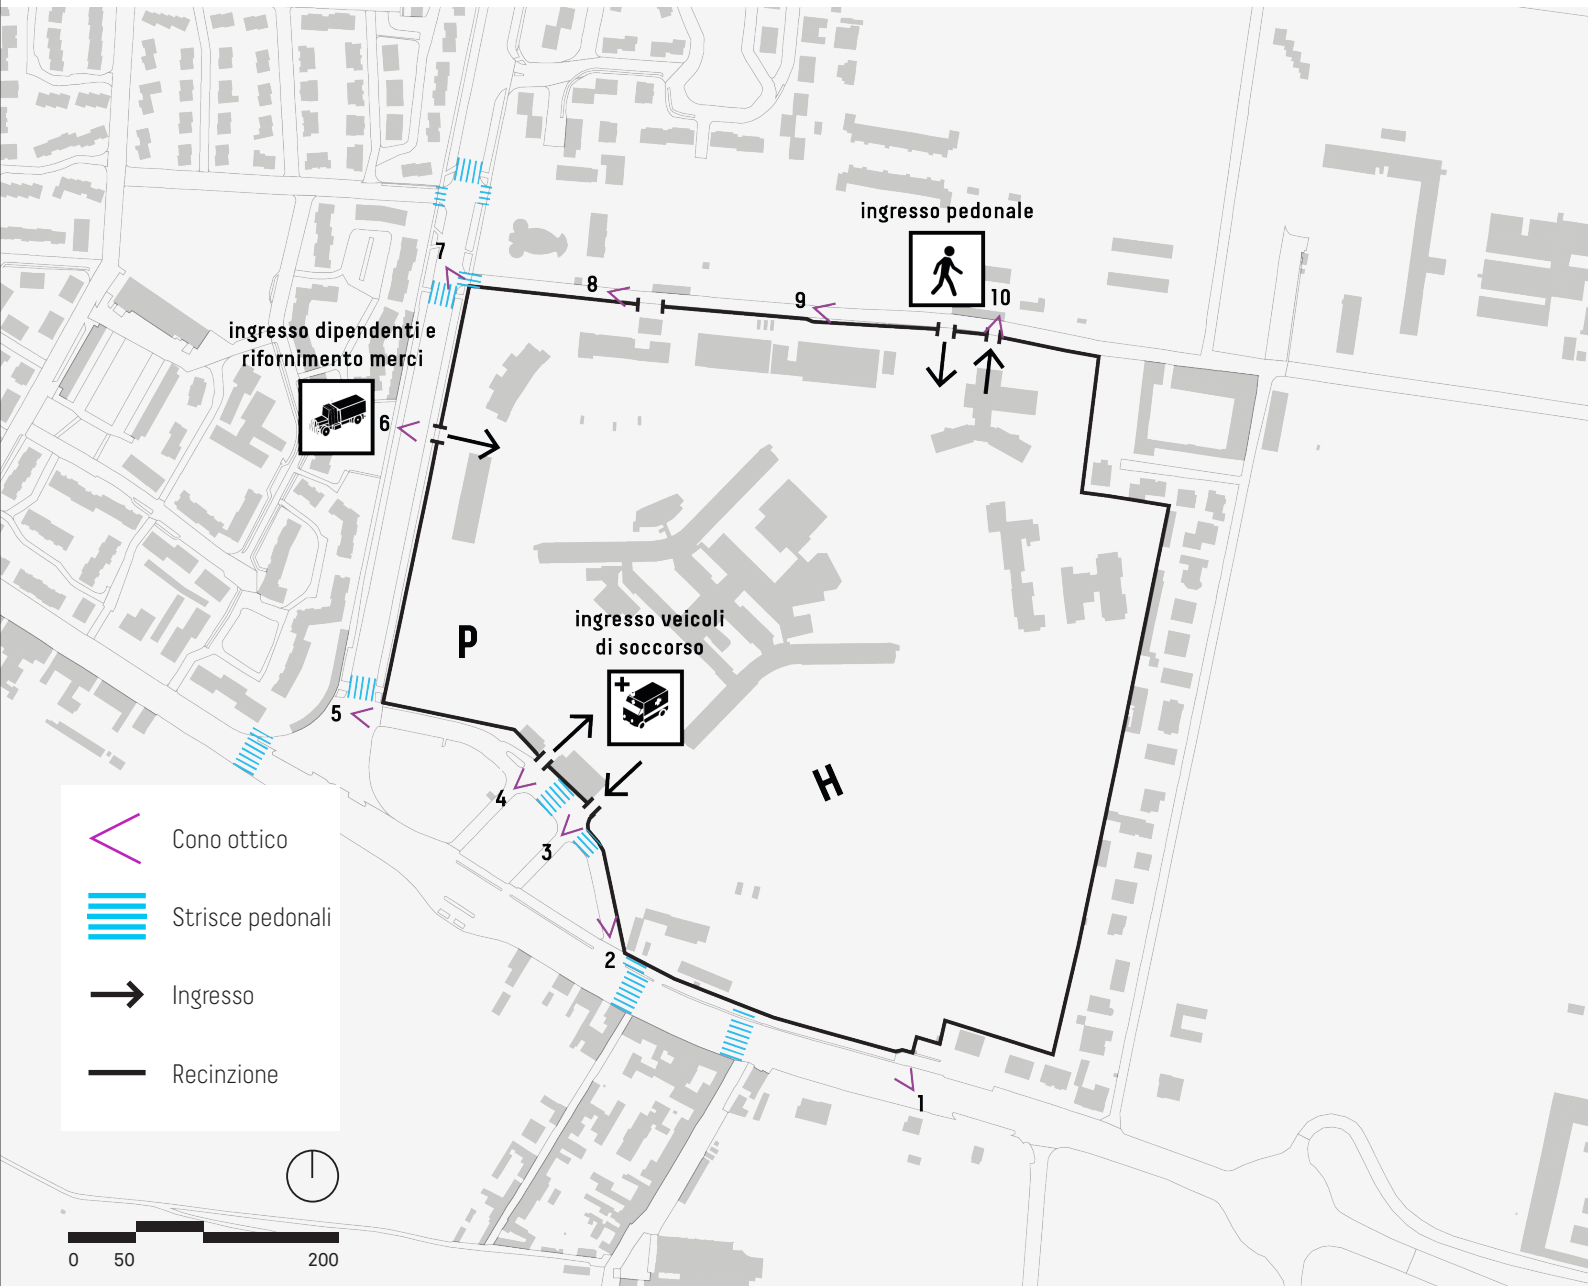 ingresso pedonale
7
8
9
10
ingresso dipendenti e
rifornimento merci
6
ingresso veicoli
di soccorso
P
5
H
4
3
2
1
Cono ottico
Strisce pedonali
Ingresso
Recinzione
0 50 200